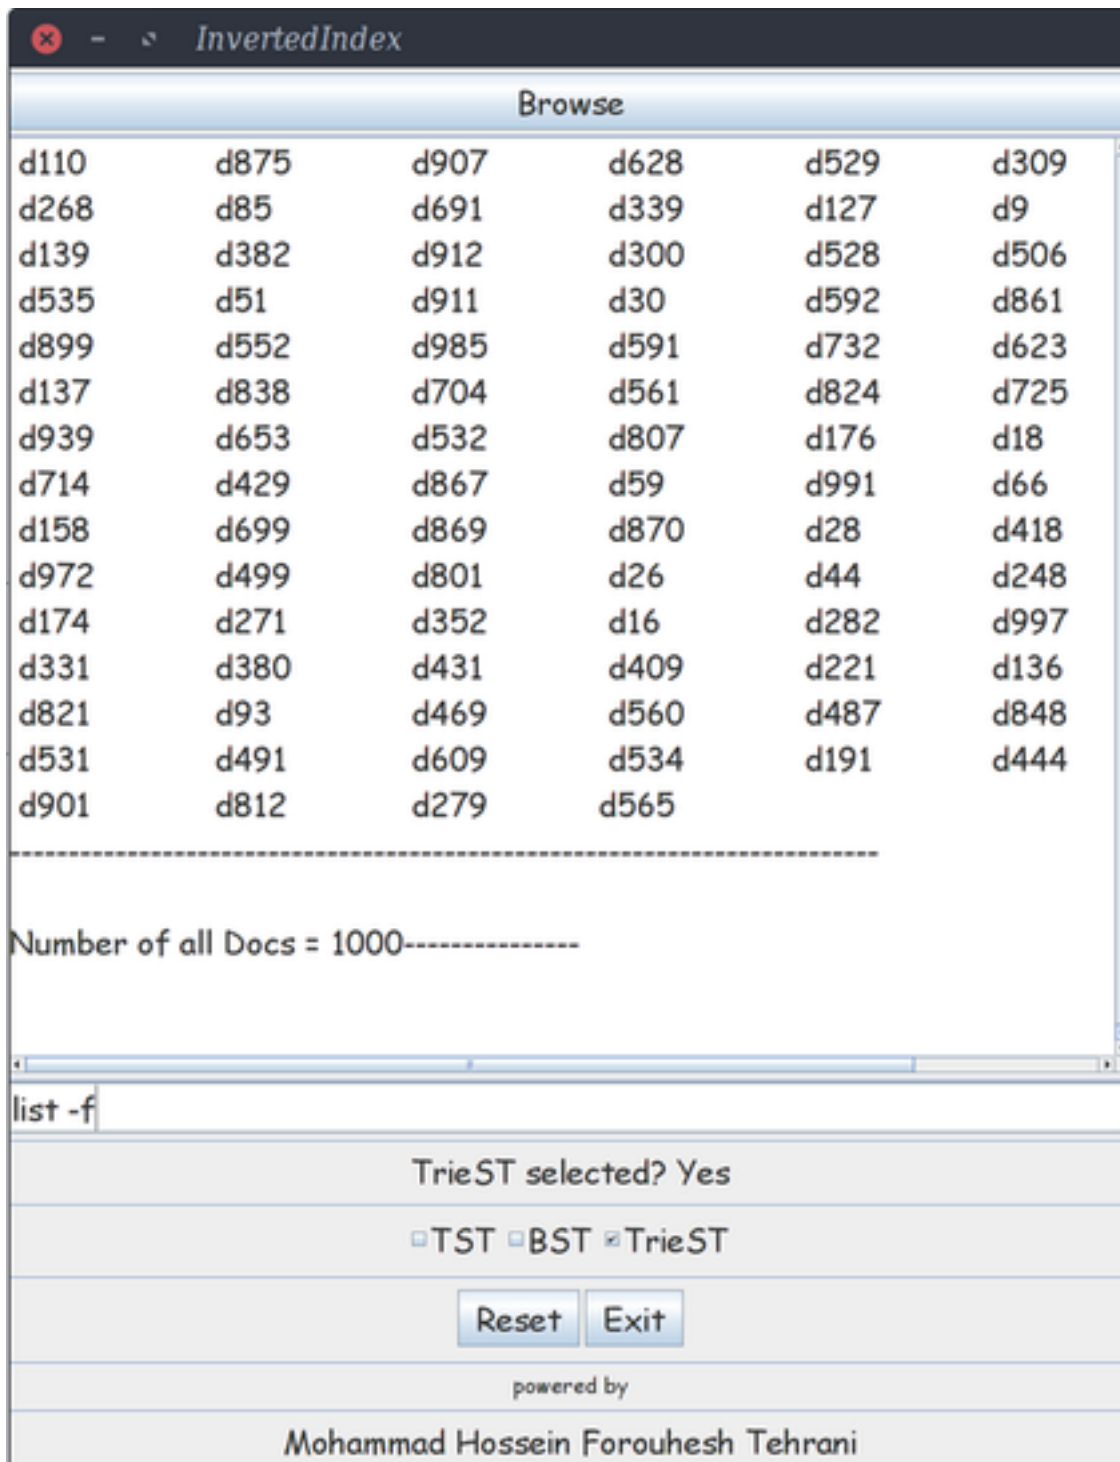 InvertedIndex
Browse
d110 d875 d907 d628 d529 d309
d268 d85 d691 d339 d127 d9
d139 d382 d912 d300 d528 d506
d535 d51 d911 d30 d592 d861
d899 d552 d985 d591 d732 d623
d137 d838 d704 d561 d824 d725
d939 d653 d532 d807 d176 d18
d714 d429 d867 d59 d991 d66
d158 d699 d869 d870 d28 d418
d972 d499 d801 d26 d44 d248
d174 d271 d352 d16 d282 d997
d331 d380 d431 d409 d221 d136
d821 d93 d469 d560 d487 d848
d531 d491 d609 d534 d191 d444
d901 d812 d279 d565
--------------------------------------------------------------------------
Number of all Docs = 1000---------------
list -f
TrieST selected? Yes
TST BST TrieST
Reset Exit
powered by
Mohammad Hossein Forouhesh Tehrani